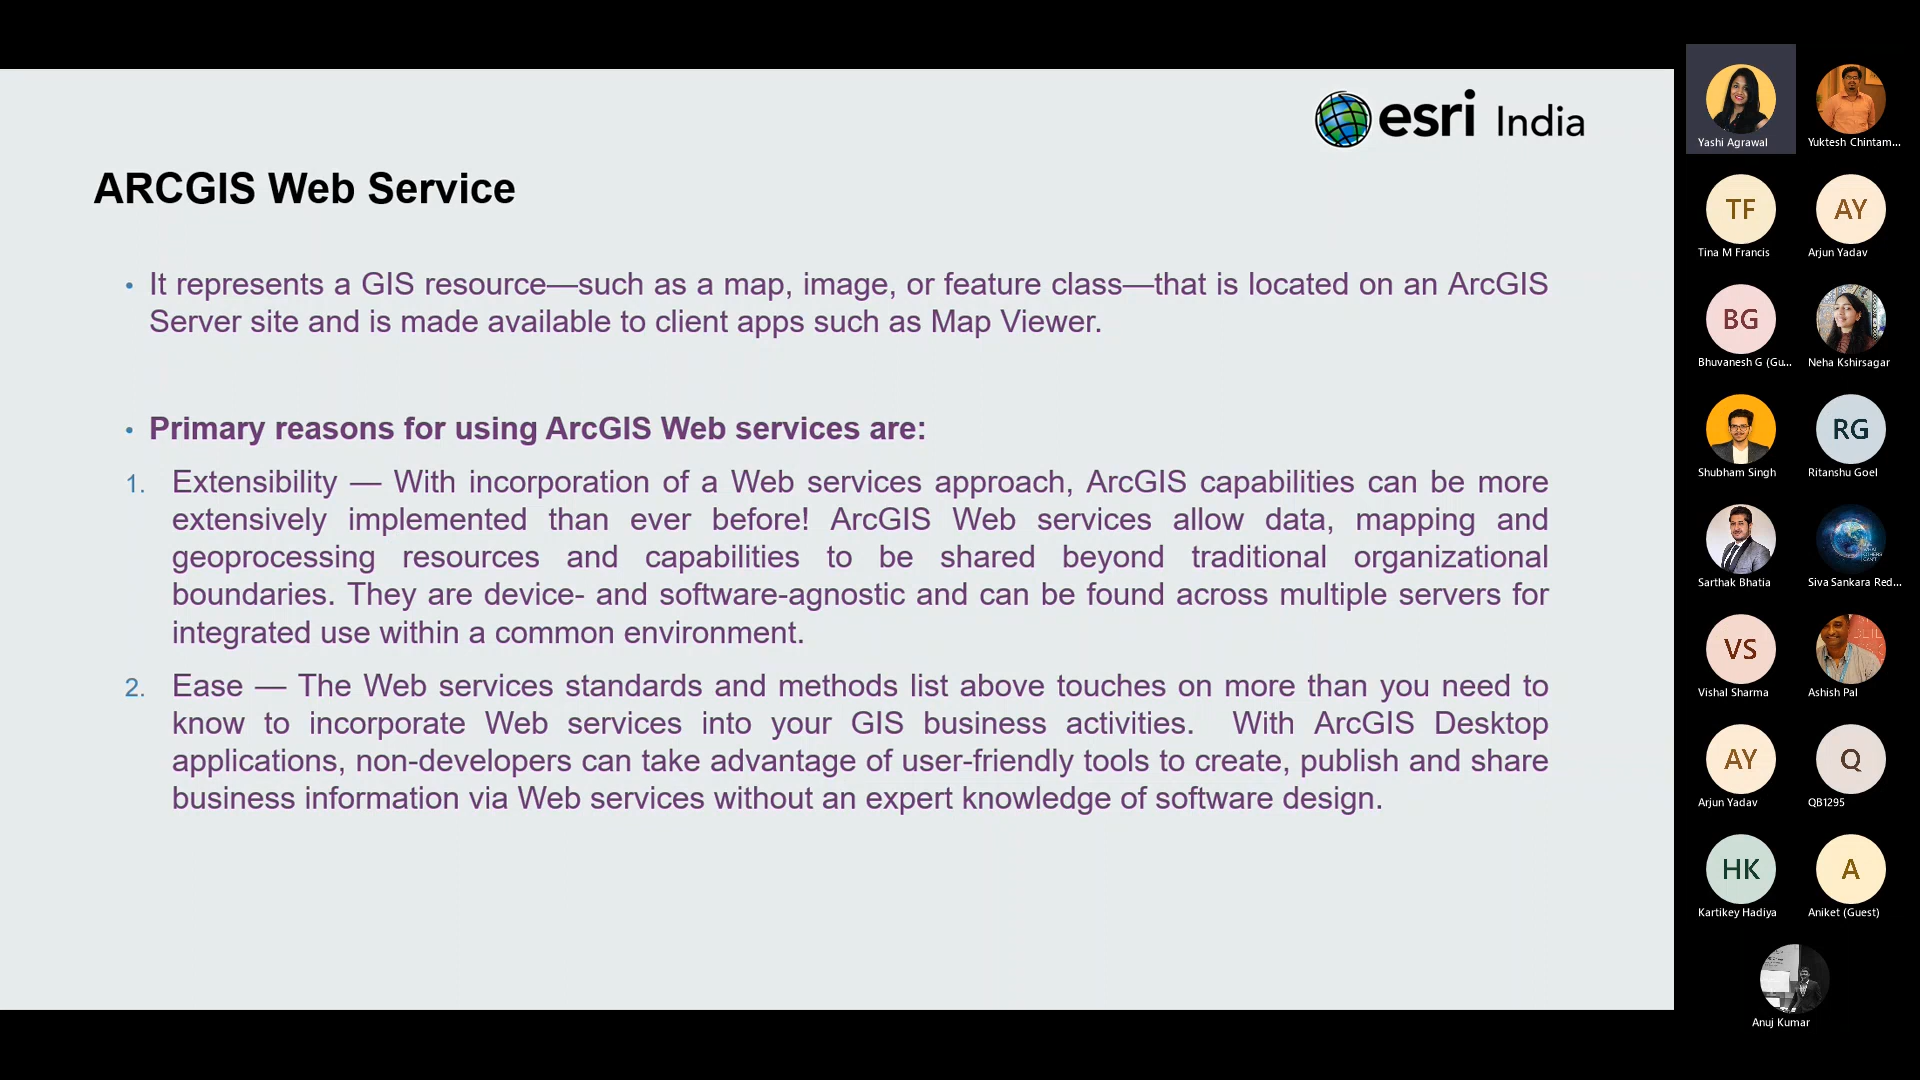 esri India
ARCGIS Web Service
• It represents a GIS resource—such as a map, image, or feature class—that is located on an ArcGIS
Server site and is made available to client apps such as Map Viewer.
• Primary reasons for using ArcGIS Web services are:
1. Extensibility — With incorporation of a Web services approach, ArcGIS capabilities can be more
extensively implemented than ever before! ArcGIS Web services allow data, mapping and
geoprocessing resources and capabilities to be shared beyond traditional organizational
boundaries. They are device- and software-agnostic and can be found across multiple servers for
integrated use within a common environment.
2. Ease — The Web services standards and methods list above touches on more than you need to
know to incorporate Web services into your GIS business activities. With ArcGIS Desktop
applications, non-developers can take advantage of user-friendly tools to create, publish and share
business information via Web services without an expert knowledge of software design.
Yashi Agrawal
Yuktesh Chintam...
TF
Tina M Francis
AY
Arjun Yadav
BG
Bhuvanesh G (Gu...
Neha Kshirsagar
Shubham Singh
RG
Ritanshu Goel
Sarthak Bhatia
Siva Sankara Red...
VS
Vishal Sharma
Ashish Pal
AY
Arjun Yadav
Q
QB1295
HK
Kartikey Hadiya
A
Aniket (Guest)
Anuj Kumar